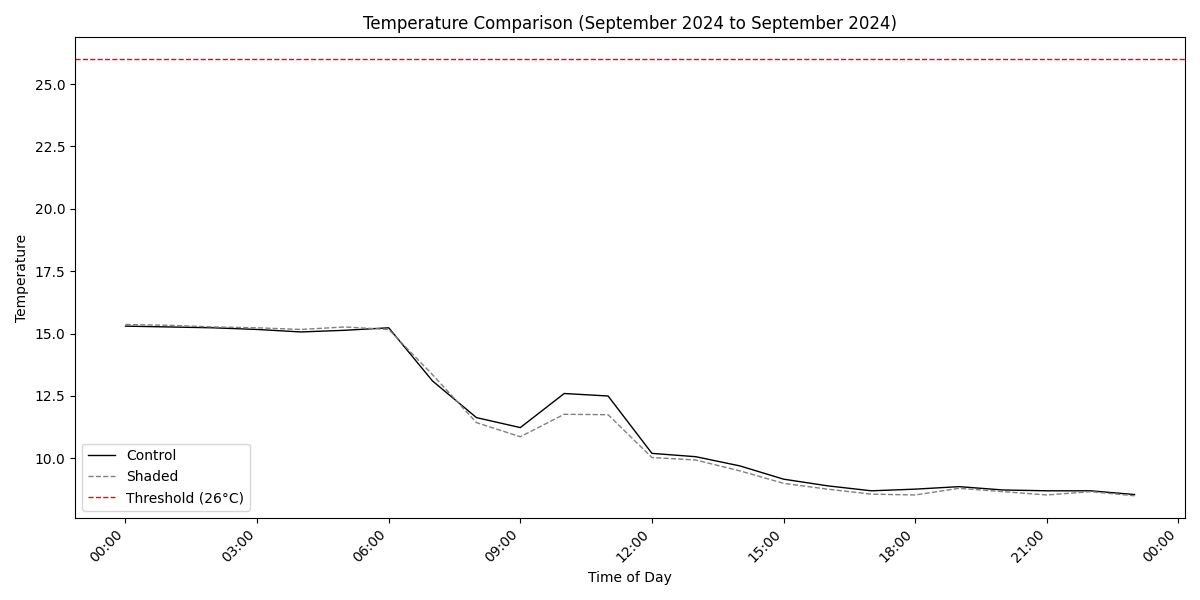 Temperature Comparison (September 2024 to September 2024)
25.0
22.5
20.0
17.5
15.0
12.5
10.0
Temperature
Control
Shaded
Threshold (26°C)
00:00
03:00
06:00
09:00
12:00
15:00
18:00
21:00
00:00
Time of Day